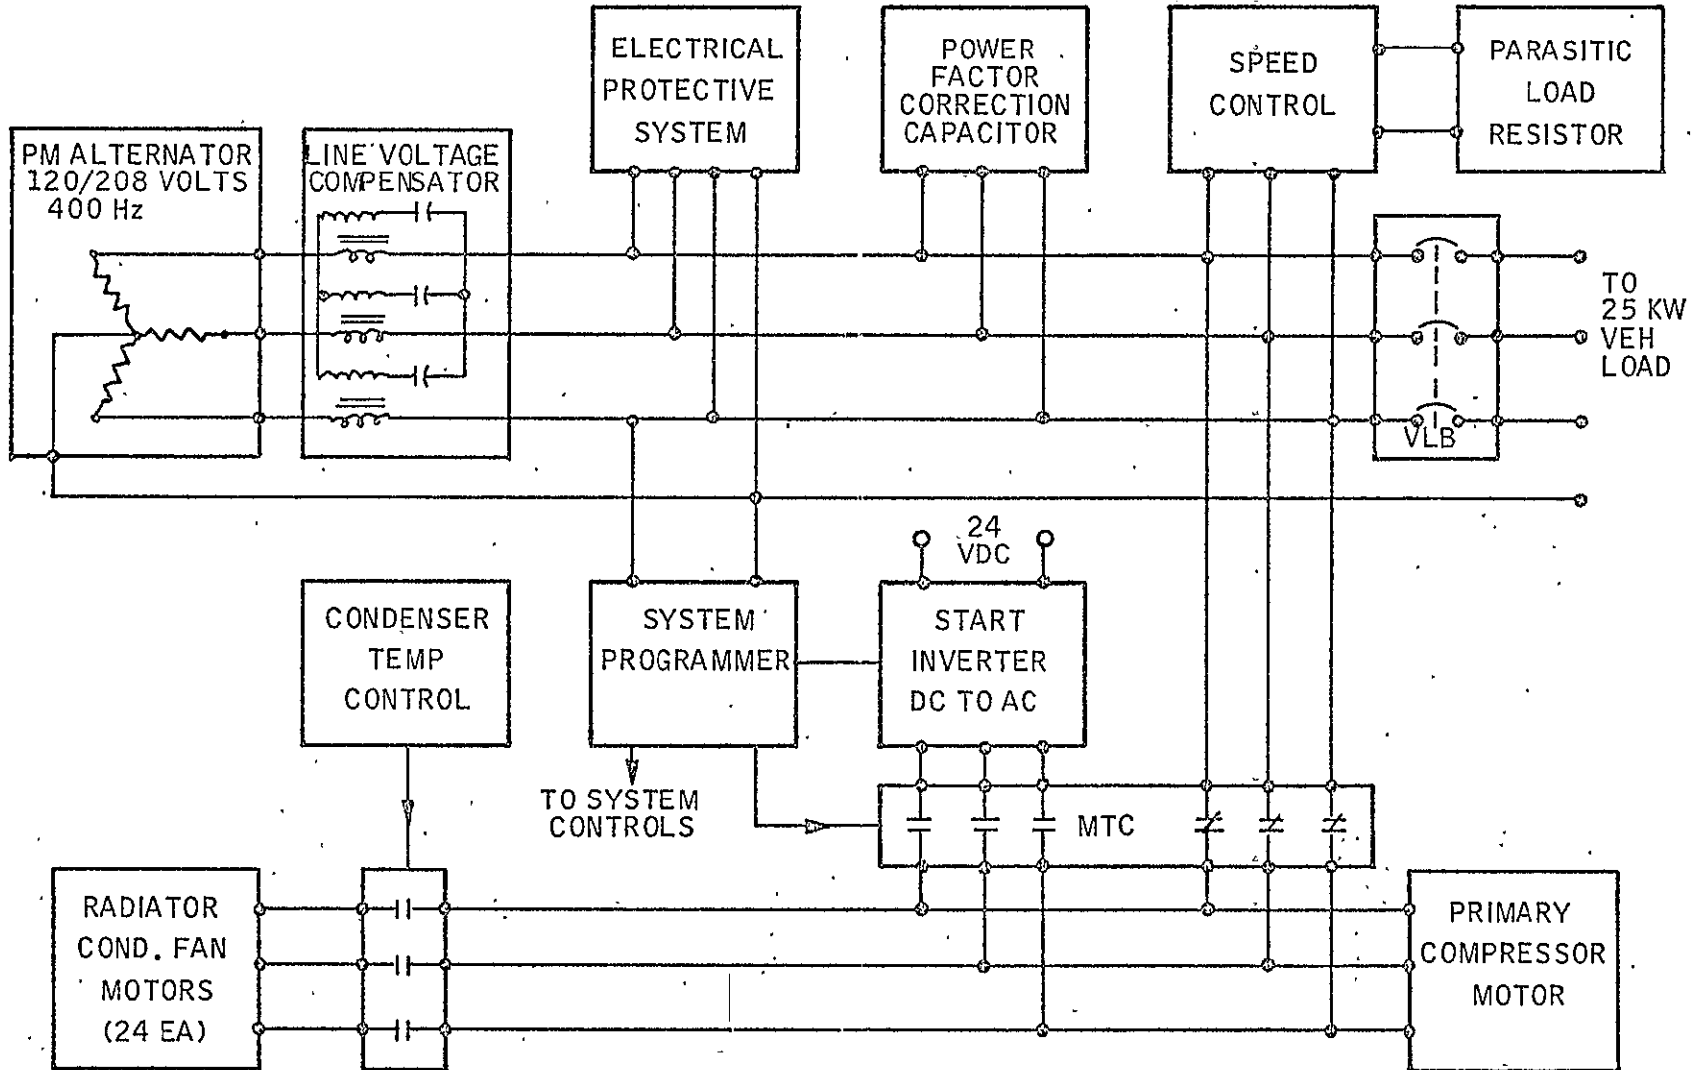 ELECTRICAL
PROTECTIVE
SYSTEM
POWER
FACTOR
CORRECTION
CAPACITOR
SPEED
CONTROL
PARASITIC
LOAD
RESISTOR
PM ALTERNATOR
120/208 VOLTS
400 Hz
LINE VOLTAGE
COMPENSATOR
TO
25 KW
VEH
LOAD
VLB
24
VDC
CONDENSER
TEMP
CONTROL
SYSTEM
PROGRAMMER
START
INVERTER
DC TO AC
TO SYSTEM
CONTROLS
MTC
RADIATOR
COND. FAN
MOTORS
(24 EA)
PRIMARY
COMPRESSOR
MOTOR